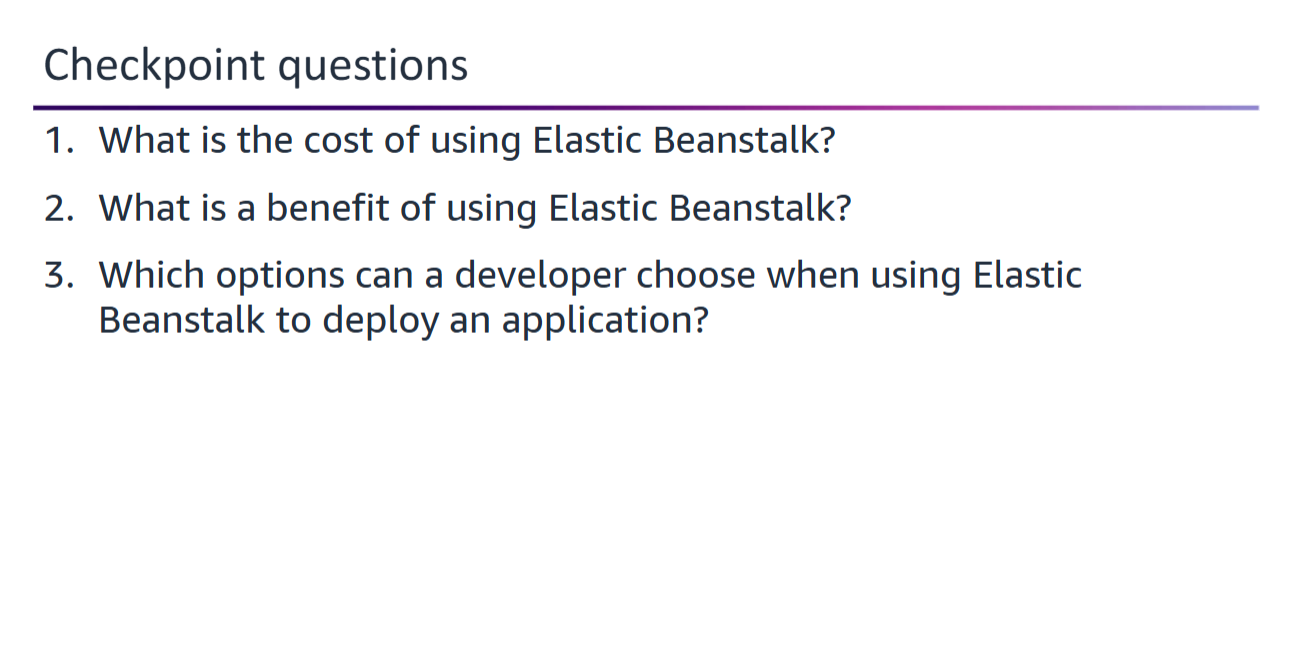 Checkpoint questions
1. What is the cost of using Elastic Beanstalk?
2. What is a benefit of using Elastic Beanstalk?
3. Which options can a developer choose when using Elastic
Beanstalk to deploy an application?